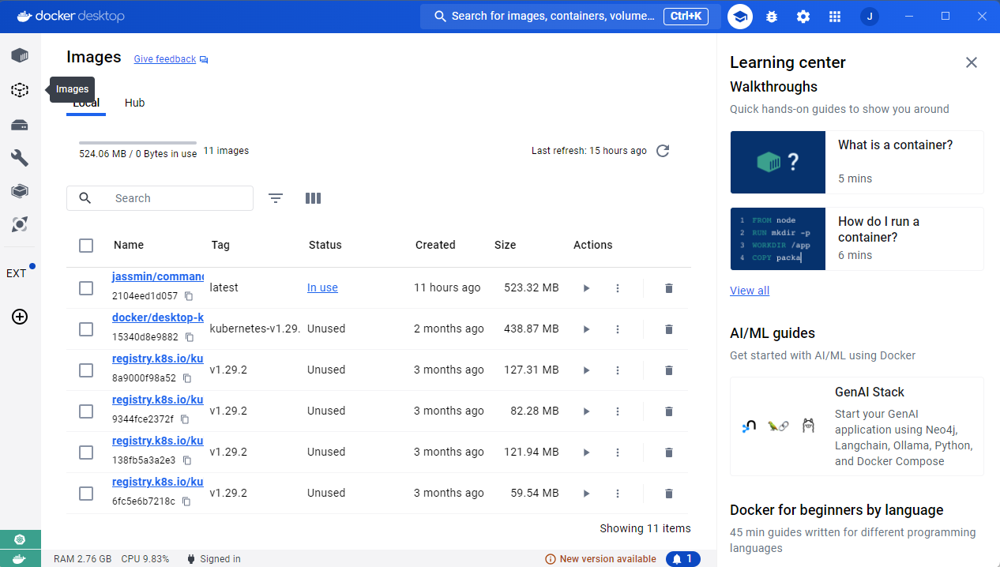 docker desktop
Search for images, containers, volume... Ctrl+K
J
Images Give feedback
Images
Local Hub
524.06 MB / 0 Bytes in use 11 images
Last refresh: 15 hours ago
Search
Name Tag Status Created Size Actions
jassmin/command
2104eed1d057
latest In use 11 hours ago 523.32 MB
docker/desktop-k
15340d8e9882
kubernetes-v1.29. Unused 2 months ago 438.87 MB
registry.k8s.io/ku
8a9000f98a52
v1.29.2 Unused 3 months ago 127.31 MB
registry.k8s.io/ku
9344fce2372f
v1.29.2 Unused 3 months ago 82.28 MB
registry.k8s.io/ku
138fb5a3a2e3
v1.29.2 Unused 3 months ago 121.94 MB
registry.k8s.io/ku
6fc5e6b7218c
v1.29.2 Unused 3 months ago 59.54 MB
Showing 11 items
EXT
RAM 2.76 GB CPU 9.83% Signed in
New version available 1
Learning center
Walkthroughs
Quick hands-on guides to show you around
?
What is a container?
5 mins
1 FROM node
2 RUN mkdir -p
3 WORKDIR /app
4 COPY packa
How do I run a
container?
6 mins
View all
AI/ML guides
Get started with AI/ML using Docker
GenAI Stack
Start your GenAI
application using Neo4j,
Langchain, Ollama, Python,
and Docker Compose
Docker for beginners by language
45 min guides written for different programming
languages